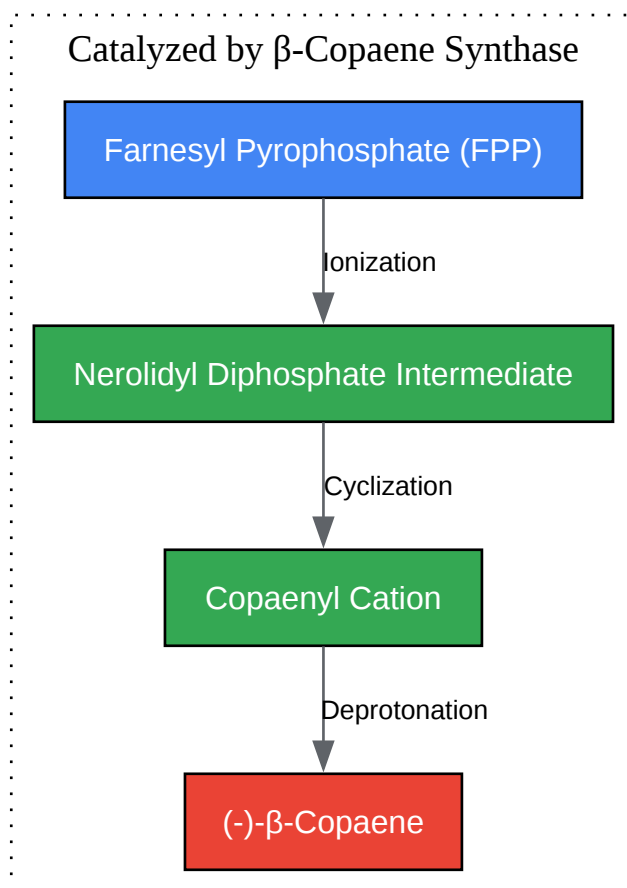 Catalyzed by β-Copaene Synthase
Farnesyl Pyrophosphate (FPP)
Ionization
Nerolidyl Diphosphate Intermediate
Cyclization
Copaenyl Cation
Deprotonation
(-)-β-Copaene